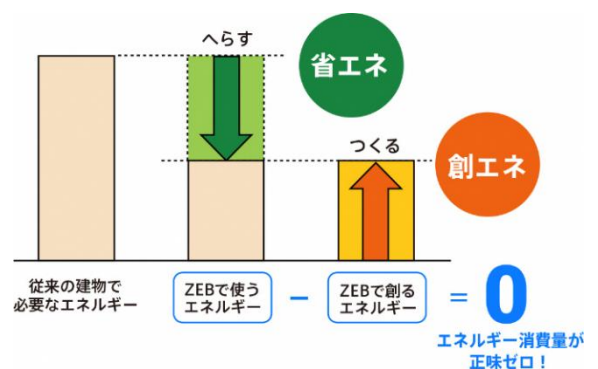 へらす
省エネ
つくる
創エネ
従来の建物で
必要なエネルギー
ZEBで使う
エネルギー
−
ZEBで創る
エネルギー
=
0
エネルギー消費量が
正味ゼロ！